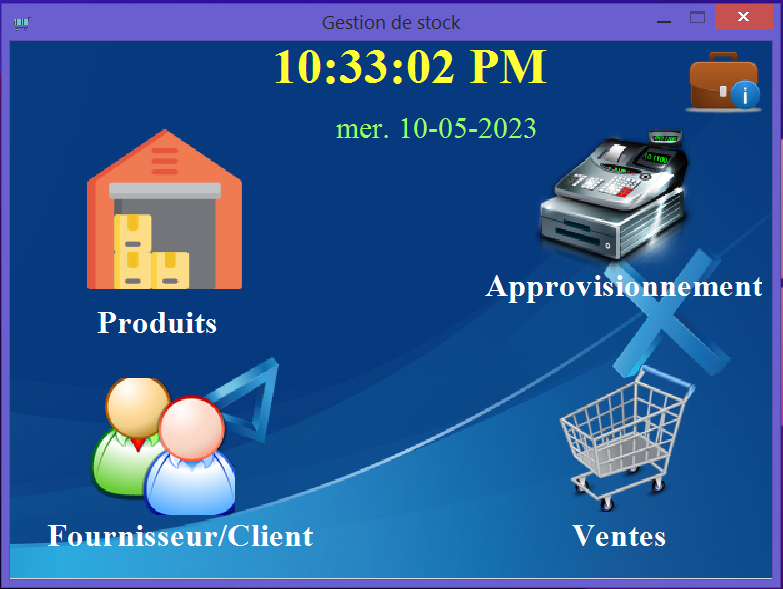 Gestion de stock
10:33:02 PM
mer. 10-05-2023
Approvisionnement
Produits
Fournisseur/Client
Ventes